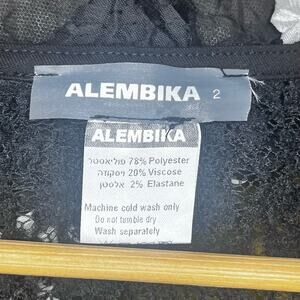 ALEMBIKA 2
ALEMBIKA
פוליאסטר 78% Polyester
ויסקוזה 20% Viscose
אלסטן 2% Elastane
Machine cold wash only
Do not tumble dry
Wash separately